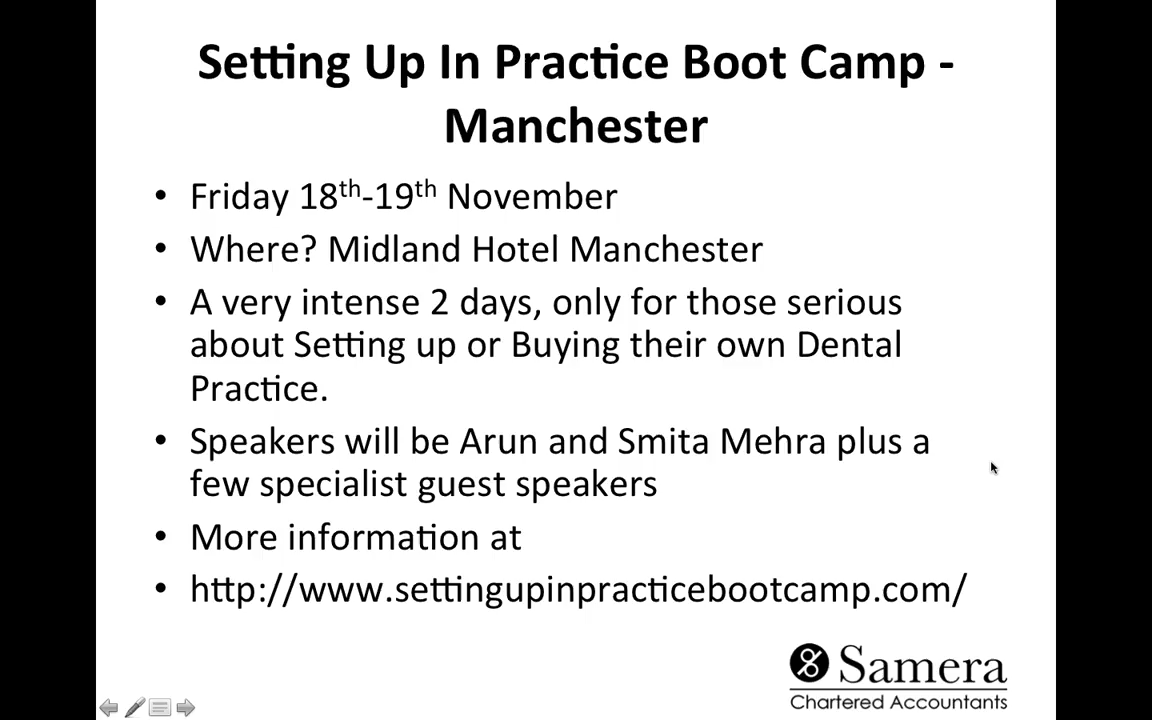 Setting Up In Practice Boot Camp -
Manchester
• Friday 18th-19th November
• Where? Midland Hotel Manchester
• A very intense 2 days, only for those serious
about Setting up or Buying their own Dental
Practice.
• Speakers will be Arun and Smita Mehra plus a
few specialist guest speakers
• More information at
• http://www.settingupinpracticebootcamp.com/
Samera
Chartered Accountants